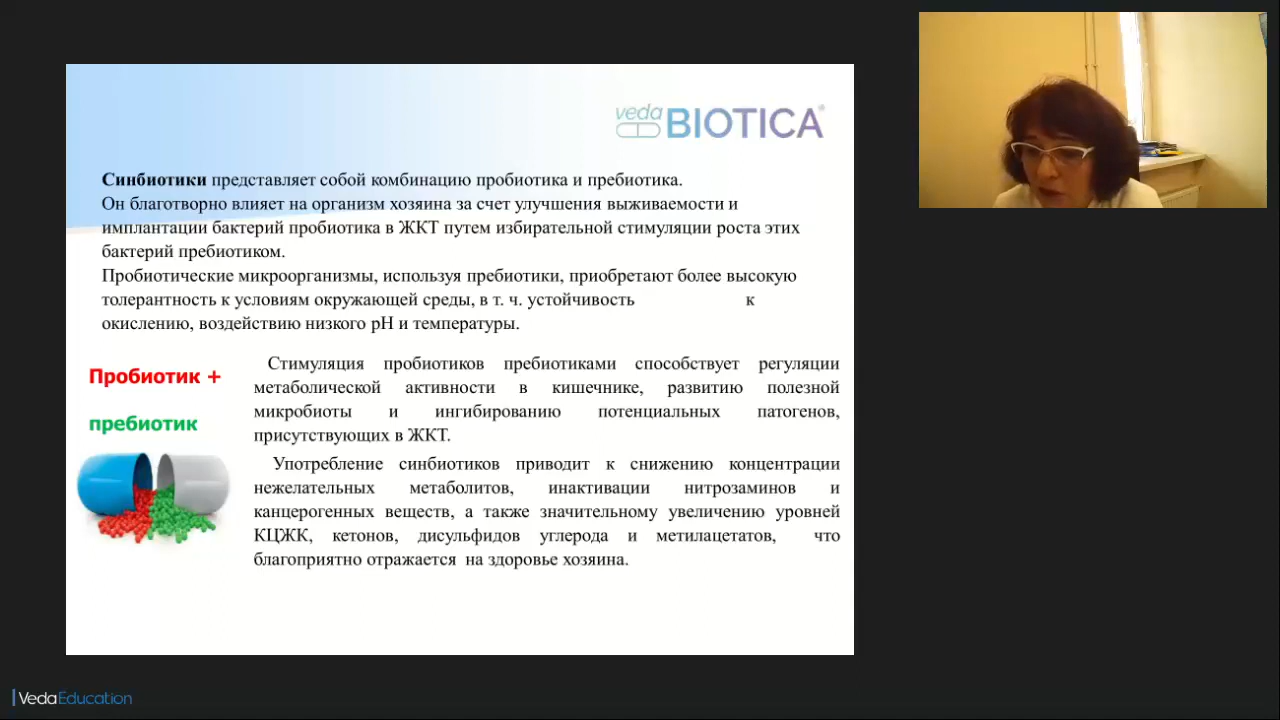 veda
BIOTICA®
Синбиотики представляет собой комбинацию пробиотика и пребиотика.
Он благотворно влияет на организм хозяина за счет улучшения выживаемости и
имплантации бактерий пробиотика в ЖКТ путем избирательной стимуляции роста этих
бактерий пребиотиком.
Пробиотические микроорганизмы, используя пребиотики, приобретают более высокую
толерантность к условиям окружающей среды, в т. ч. устойчивость к
окислению, воздействию низкого pH и температуры.
Пробиотик +
пребиотик
Стимуляция пробиотиков пребиотиками способствует регуляции
метаболической активности в кишечнике, развитию полезной
микробиоты и ингибированию потенциальных патогенов,
присутствующих в ЖКТ.
Употребление синбиотиков приводит к снижению концентрации
нежелательных метаболитов, инактивации нитрозаминов и
канцерогенных веществ, а также значительному увеличению уровней
КЦЖК, кетонов, дисульфидов углерода и метилацетатов, что
благоприятно отражается на здоровье хозяина.
VedaEducation